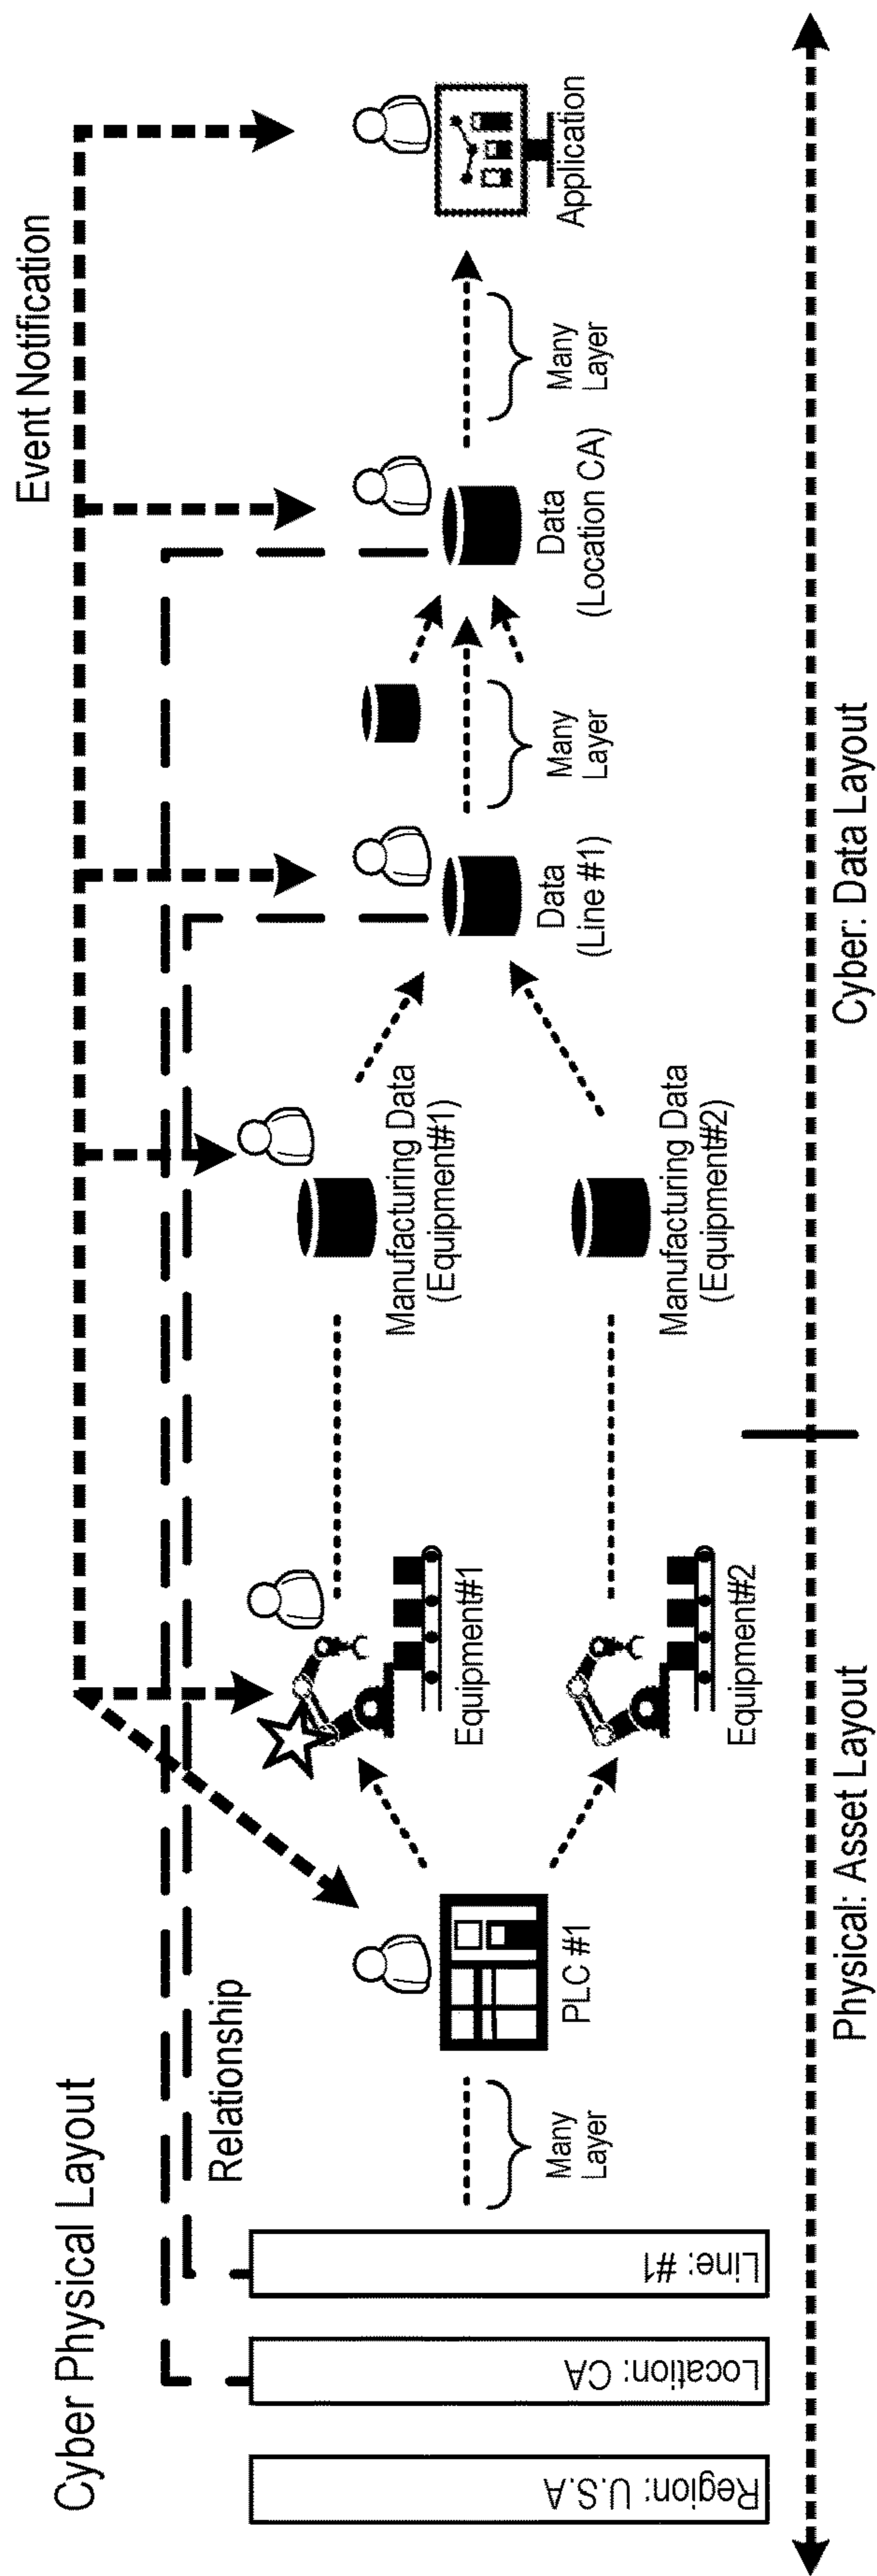 Cyber Physical Layout
Event Notification
Relationship
Region: U.S.A
Location: CA
Line: #1
Many
Layer
PLC #1
Equipment#1
Equipment#2
Manufacturing Data
(Equipment#1)
Manufacturing Data
(Equipment#2)
Data
(Line #1)
Many
Layer
Data
(Location CA)
Many
Layer
Application
Physical: Asset Layout
Cyber: Data Layout